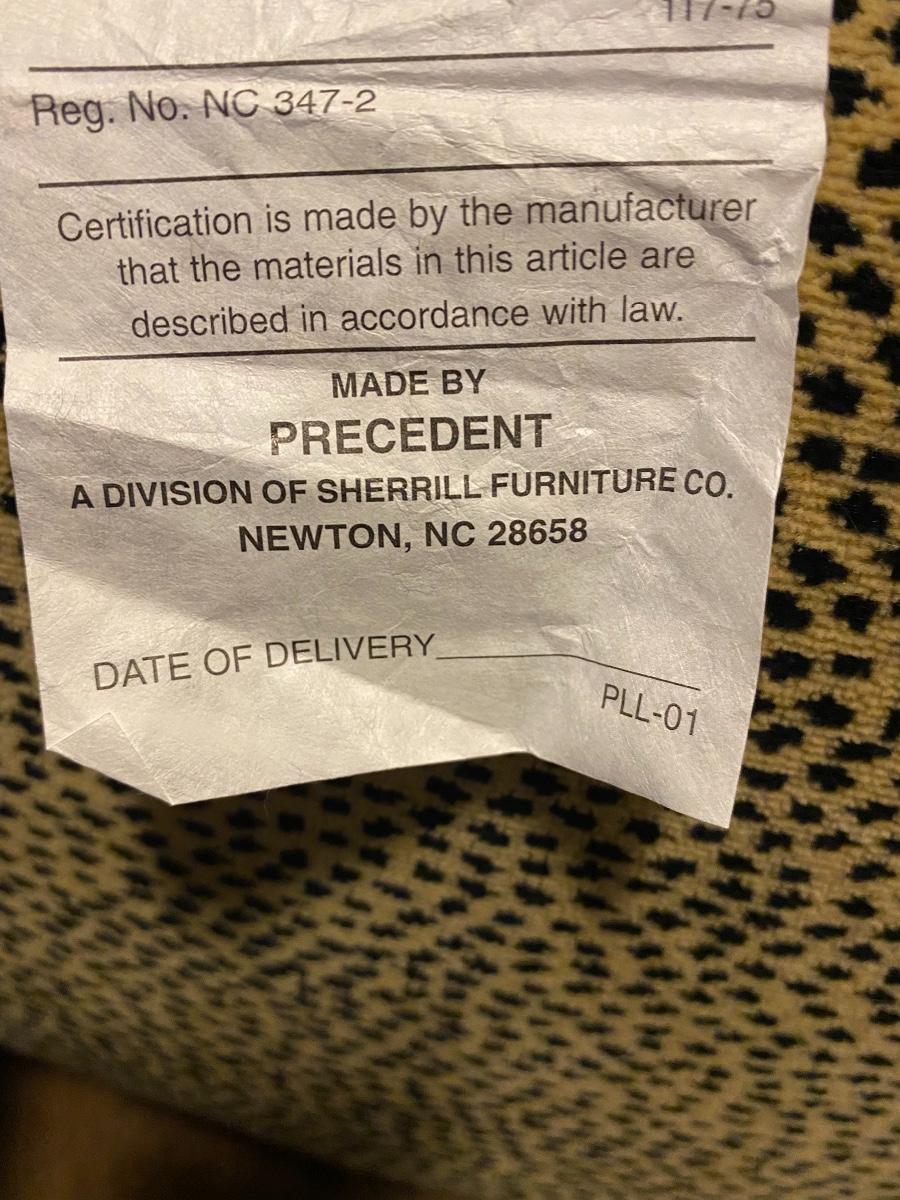 117-75
Reg. No. NC 347-2
Certification is made by the manufacturer
that the materials in this article are
described in accordance with law.
MADE BY
PRECEDENT
A DIVISION OF SHERRILL FURNITURE CO.
NEWTON, NC 28658
DATE OF DELIVERY
PLL-01